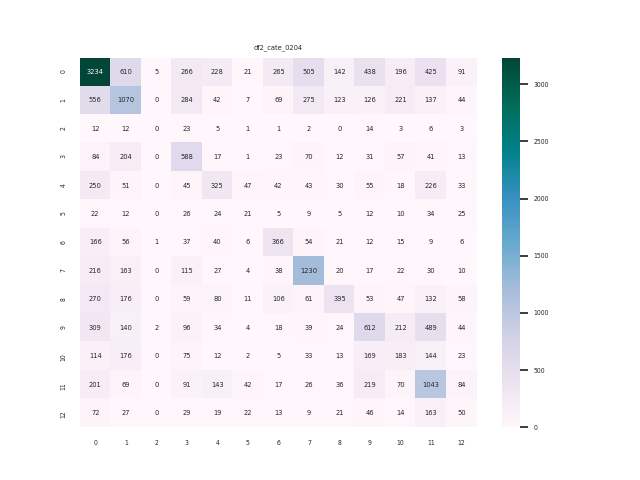 df2_cate_0204
0 3234 610 5 266 228 21 265 505 142 438 196 425 91
1 556 1070 0 284 42 7 69 275 123 126 221 137 44
2 12 12 0 23 5 1 1 2 0 14 3 6 3
3 84 204 0 588 17 1 23 70 12 31 57 41 13
4 250 51 0 45 325 47 42 43 30 55 18 226 33
5 22 12 0 26 24 21 5 9 5 12 10 34 25
6 166 56 1 37 40 6 366 54 21 12 15 9 6
7 216 163 0 115 27 4 38 1230 20 17 22 30 10
8 270 176 0 59 80 11 106 61 395 53 47 132 58
9 309 140 2 96 34 4 18 39 24 612 212 489 44
10 114 176 0 75 12 2 5 33 13 169 183 144 23
11 201 69 0 91 143 42 17 26 36 219 70 1043 84
12 72 27 0 29 19 22 13 9 21 46 14 163 50
0 1 2 3 4 5 6 7 8 9 10 11 12
3000
2500
2000
1500
1000
500
0